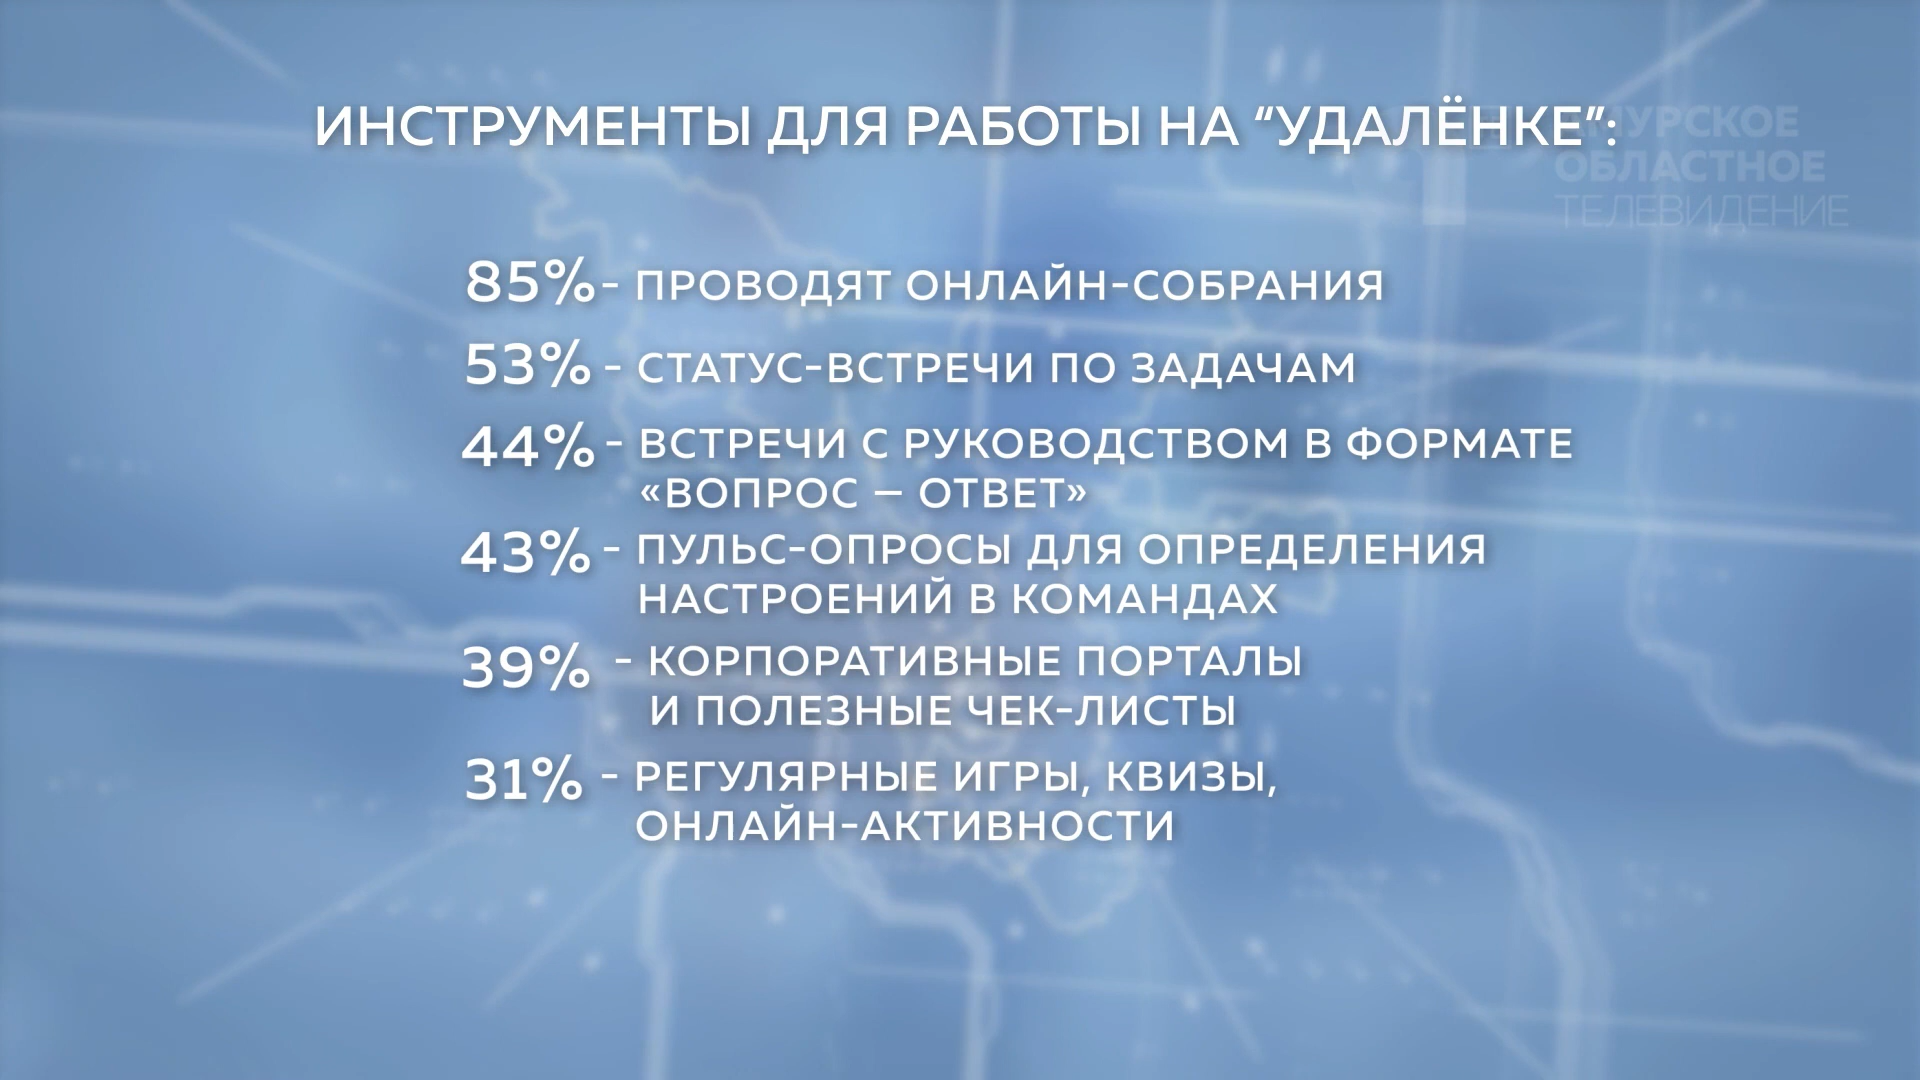 ИНСТРУМЕНТЫ ДЛЯ РАБОТЫ НА “УДАЛЁНКЕ”:
АМУРСКОЕ
ОБЛАСТНОЕ
ТЕЛЕВИДЕНИЕ
85% - ПРОВОДЯТ ОНЛАЙН-СОБРАНИЯ
53% - СТАТУС-ВСТРЕЧИ ПО ЗАДАЧАМ
44% - ВСТРЕЧИ С РУКОВОДСТВОМ В ФОРМАТЕ
«ВОПРОС – ОТВЕТ»
43% - ПУЛЬС-ОПРОСЫ ДЛЯ ОПРЕДЕЛЕНИЯ
НАСТРОЕНИЙ В КОМАНДАХ
39% - КОРПОРАТИВНЫЕ ПОРТАЛЫ
И ПОЛЕЗНЫЕ ЧЕК-ЛИСТЫ
31% - РЕГУЛЯРНЫЕ ИГРЫ, КВИЗЫ,
ОНЛАЙН-АКТИВНОСТИ